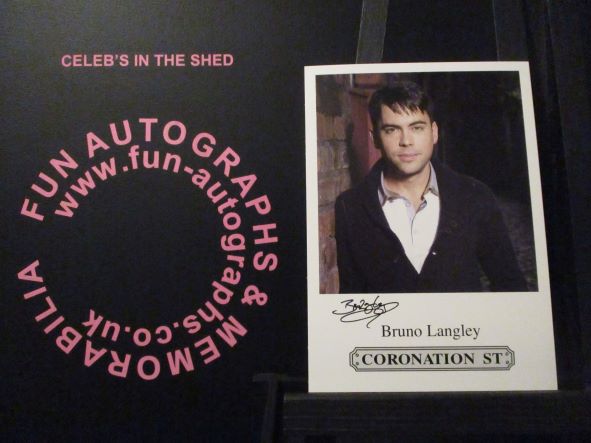 CELEB'S IN THE SHED
FUN AUTOGRAPHS & MEMORABILIA
www.fun-autographs.co.uk
Bruno Langley
CORONATION ST